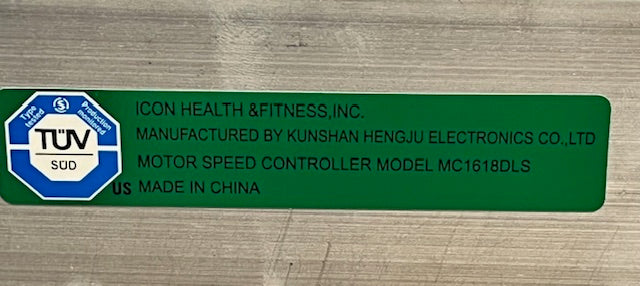 ICON HEALTH &FITNESS,INC.
MANUFACTURED BY KUNSHAN HENGJU ELECTRONICS CO.,LTD
MOTOR SPEED CONTROLLER MODEL MC1618DLS
US MADE IN CHINA
Type tested
Production monitored
TÜV
SÜD